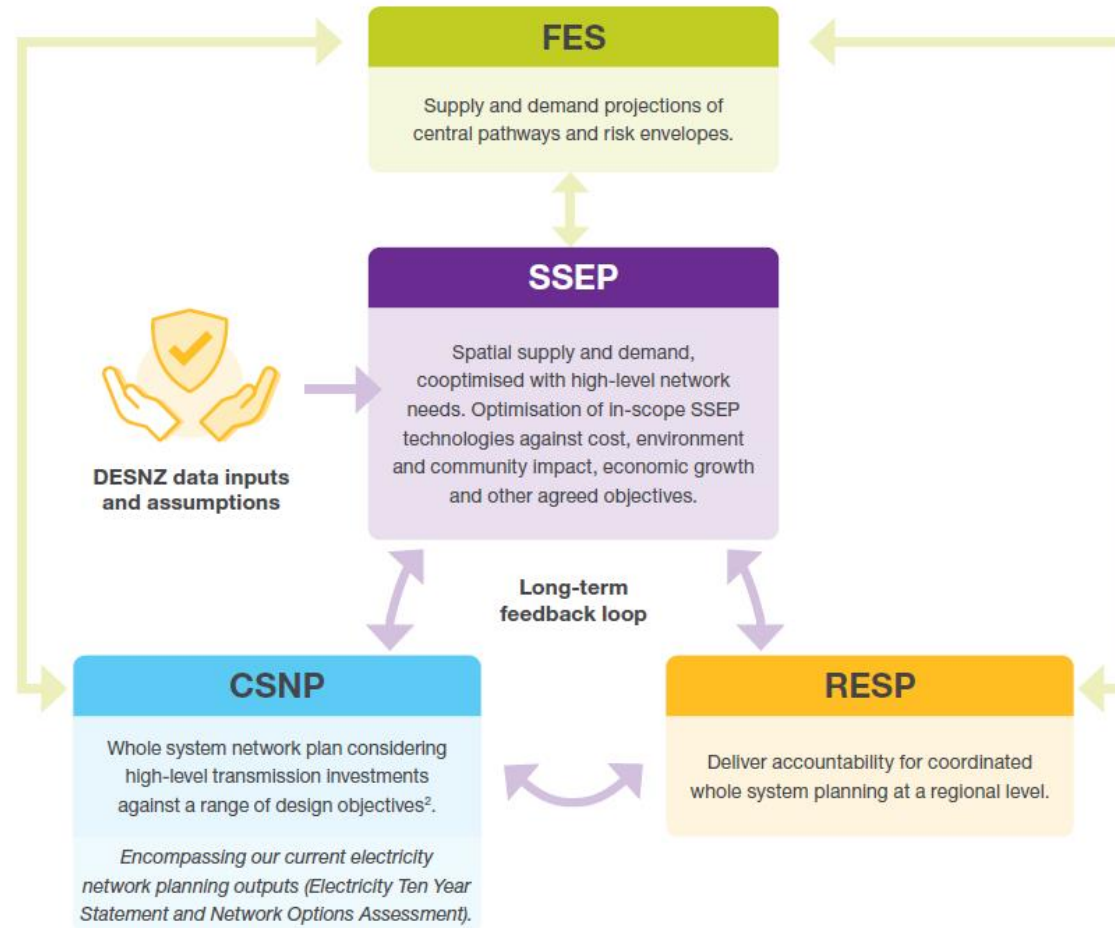 FES
Supply and demand projections of
central pathways and risk envelopes.
SSEP
Spatial supply and demand,
cooptimised with high-level network
needs. Optimisation of in-scope SSEP
technologies against cost, environment
and community impact, economic growth
and other agreed objectives.
DESNZ data inputs
and assumptions
Long-term
feedback loop
CSNP
Whole system network plan considering
high-level transmission investments
against a range of design objectives².
Encompassing our current electricity
network planning outputs (Electricity Ten Year
Statement and Network Options Assessment).
RESP
Deliver accountability for coordinated
whole system planning at a regional level.